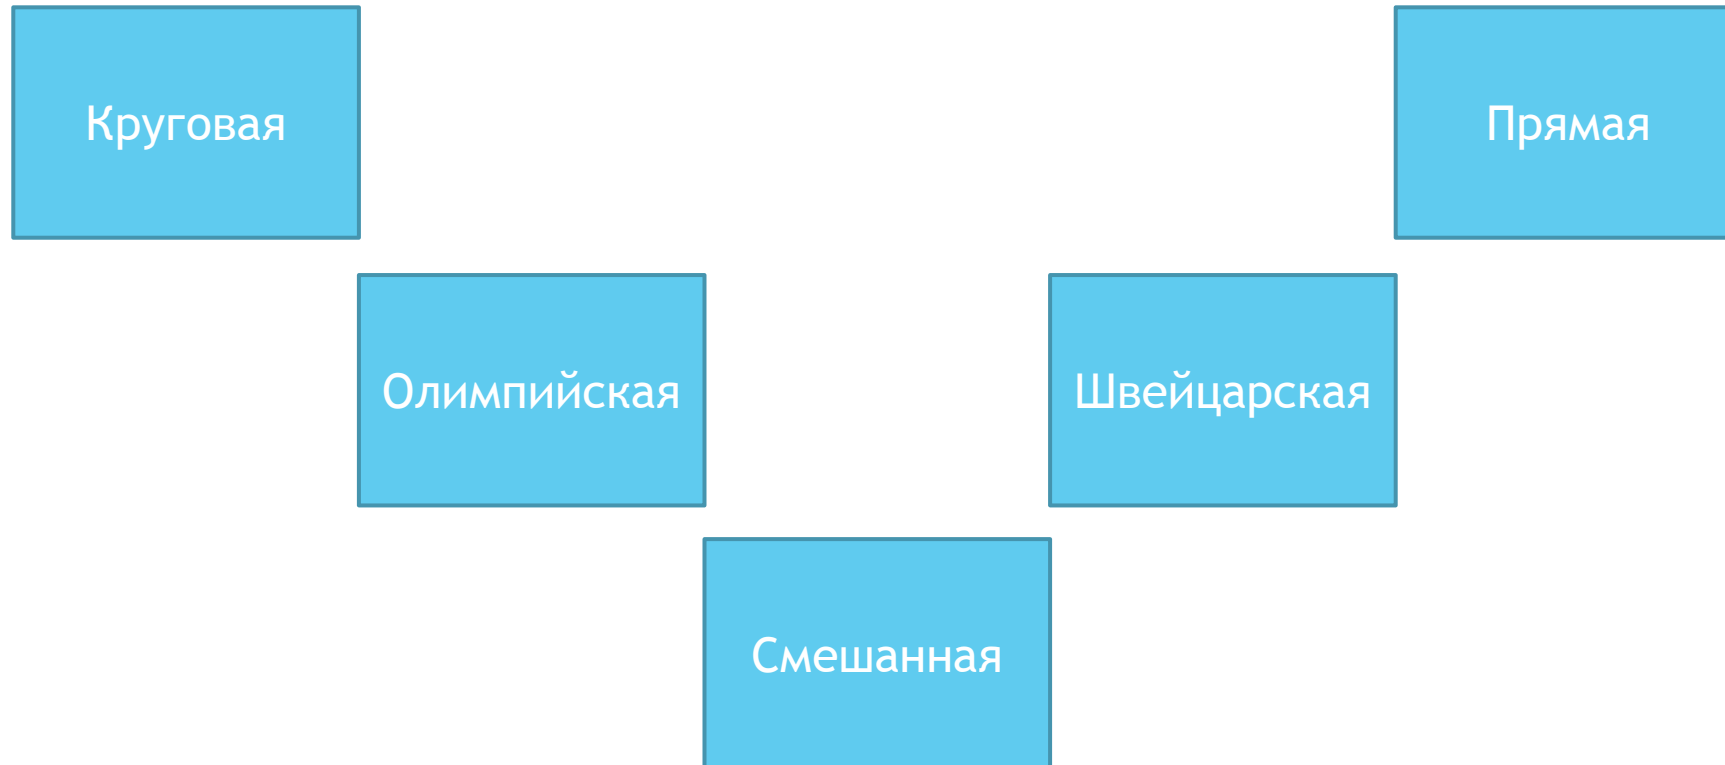 Круговая
Прямая
Олимпийская
Швейцарская
Смешанная